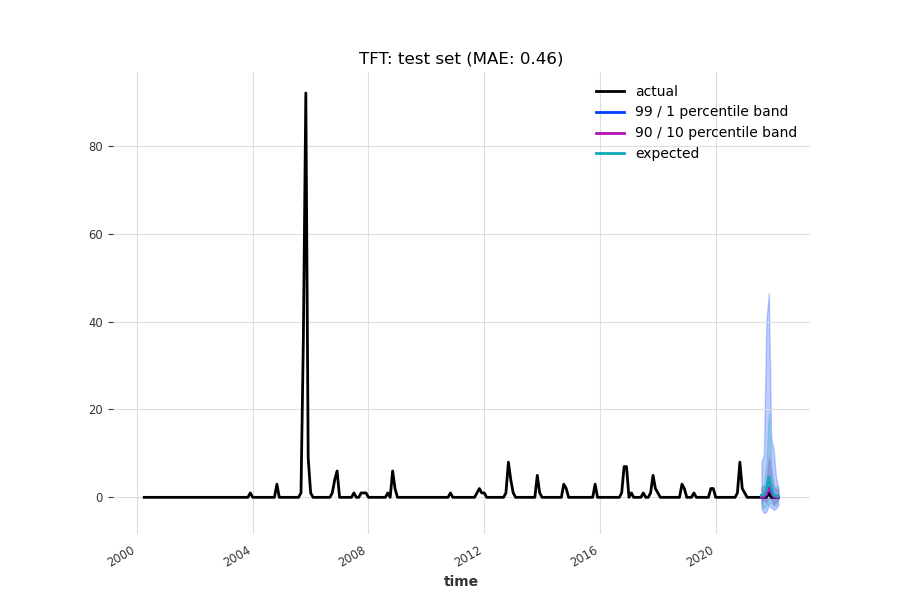 TFT: test set (MAE: 0.46)
actual
99 / 1 percentile band
90 / 10 percentile band
expected
80
60
40
20
0
2000
2004
2008
2012
2016
2020
time